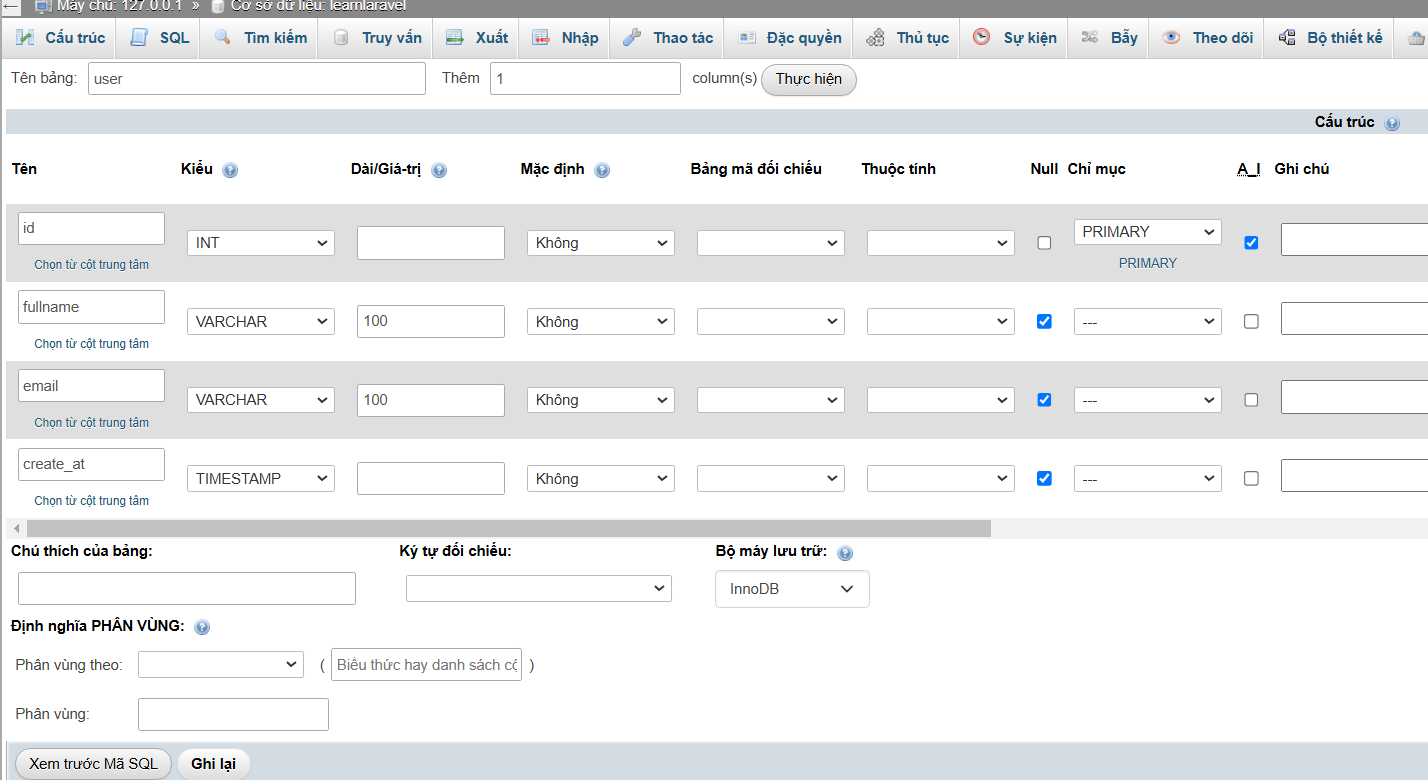 Máy chủ: 127.0.0.1 » Cơ sở dữ liệu: learnlaravel
Cấu trúc SQL Tìm kiếm Truy vấn Xuất Nhập Thao tác Đặc quyền Thủ tục Sự kiện Bẫy Theo dõi Bộ thiết kế
Tên bảng: user Thêm 1 column(s) Thực hiện
Cấu trúc
Tên Kiểu Dài/Giá-trị Mặc định Bảng mã đối chiếu Thuộc tính Null Chỉ mục A_I Ghi chú
id INT Không PRIMARY
Chọn từ cột trung tâm PRIMARY
fullname VARCHAR 100 Không ---
Chọn từ cột trung tâm
email VARCHAR 100 Không ---
Chọn từ cột trung tâm
create_at TIMESTAMP Không ---
Chọn từ cột trung tâm
Chú thích của bảng: Ký tự đối chiếu: Bộ máy lưu trữ:
InnoDB
Định nghĩa PHÂN VÙNG:
Phân vùng theo: ( Biểu thức hay danh sách cộ )
Phân vùng:
Xem trước Mã SQL Ghi lại